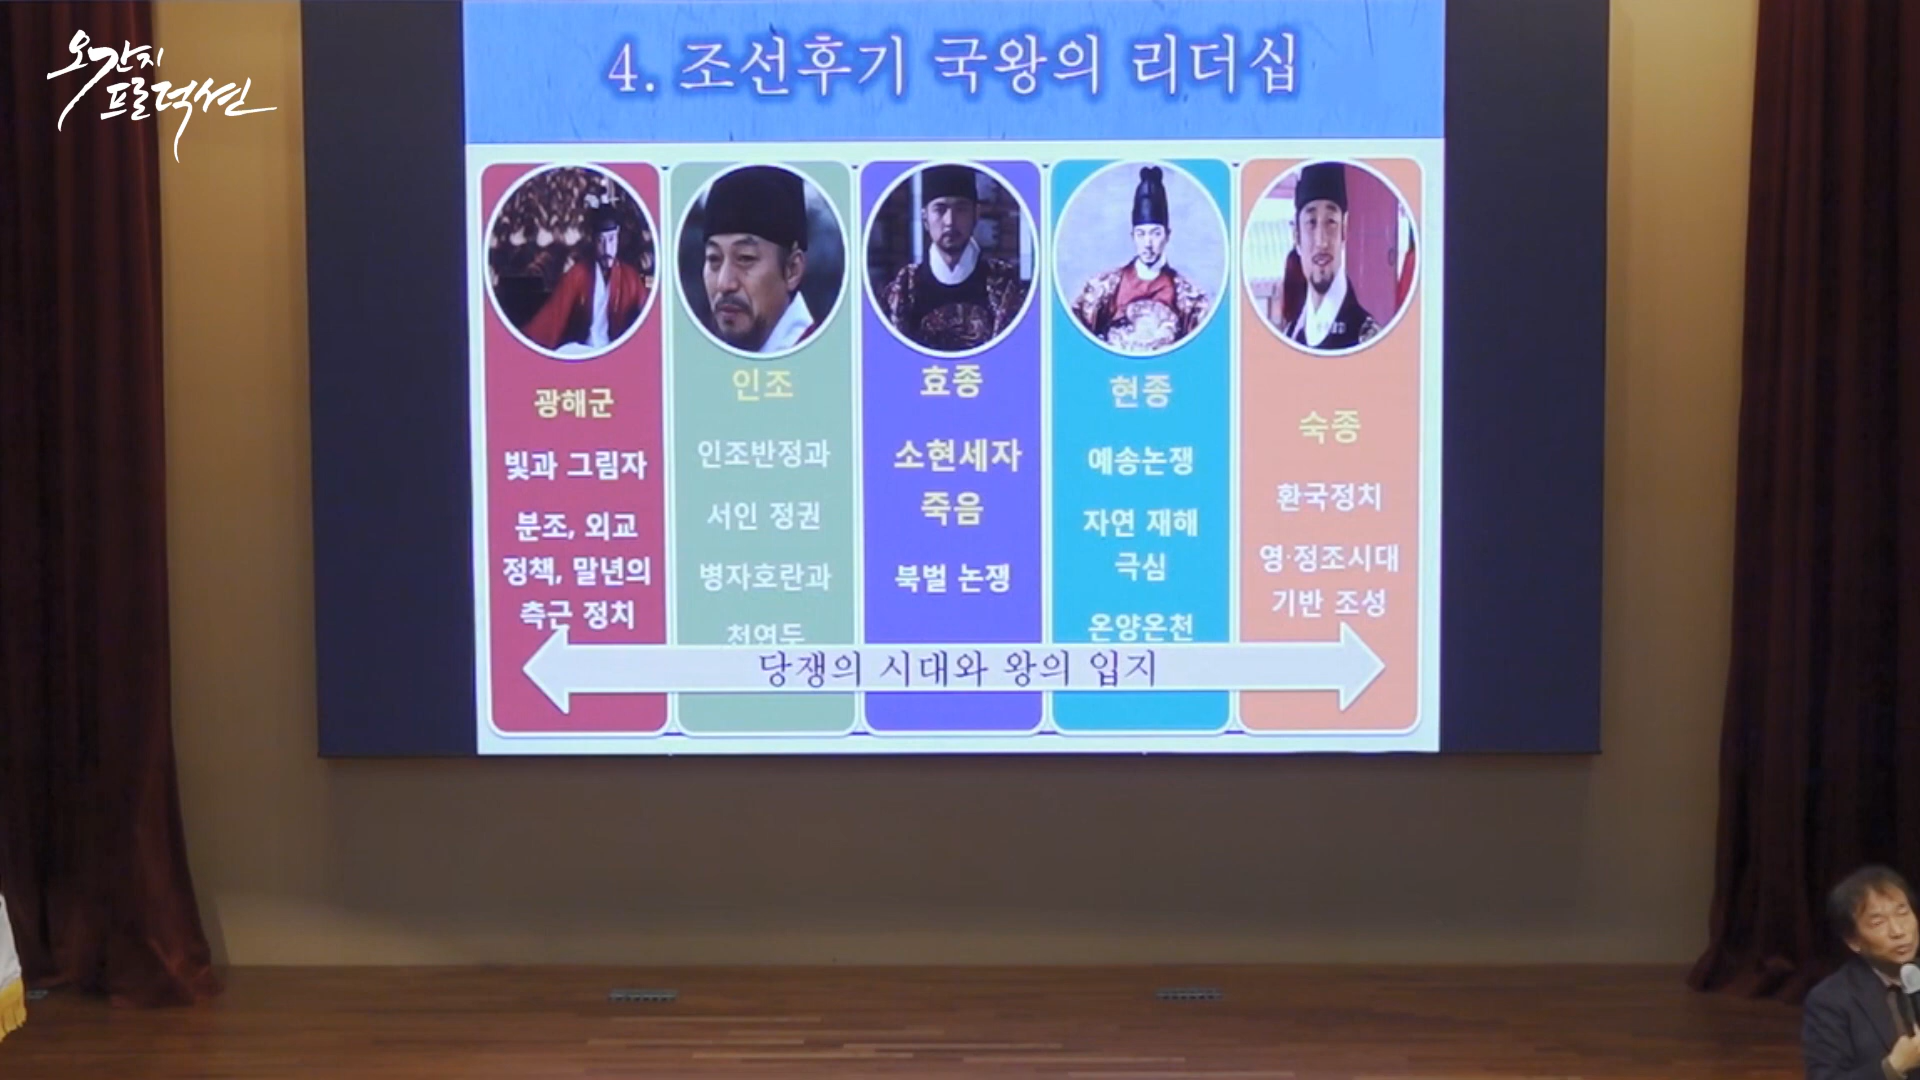 오간지
프로덕션
4. 조선후기 국왕의 리더십
광해군
빛과 그림자
분조, 외교
정책, 말년의
측근 정치
인조
인조반정과
서인 정권
병자호란과
천연두
효종
소현세자
죽음
북벌 논쟁
현종
예송논쟁
자연 재해
극심
온양온천
숙종
환국정치
영·정조시대
기반 조성
당쟁의 시대와 왕의 입지